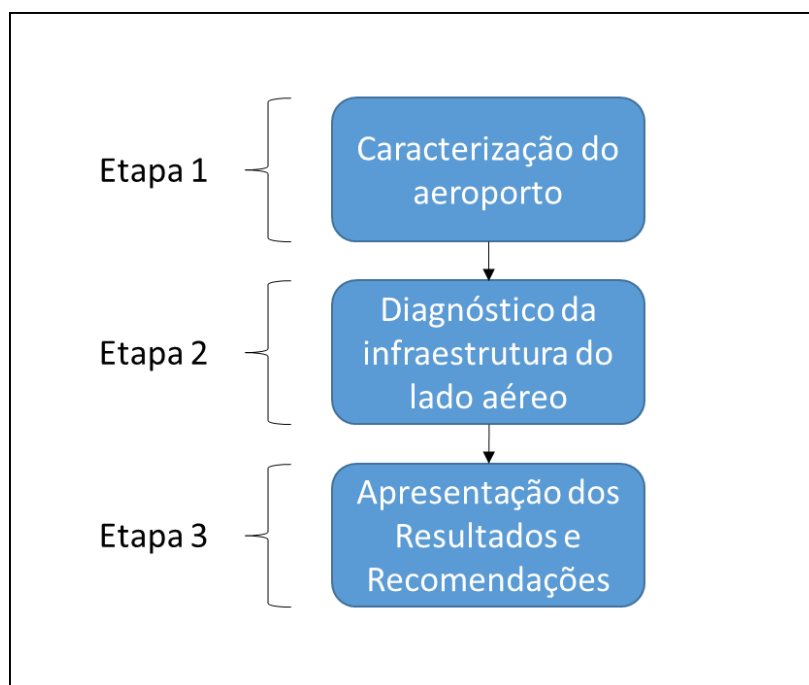 Etapa 1
Caracterização do
aeroporto
Etapa 2
Diagnóstico da
infraestrutura do
lado aéreo
Etapa 3
Apresentação dos
Resultados e
Recomendações